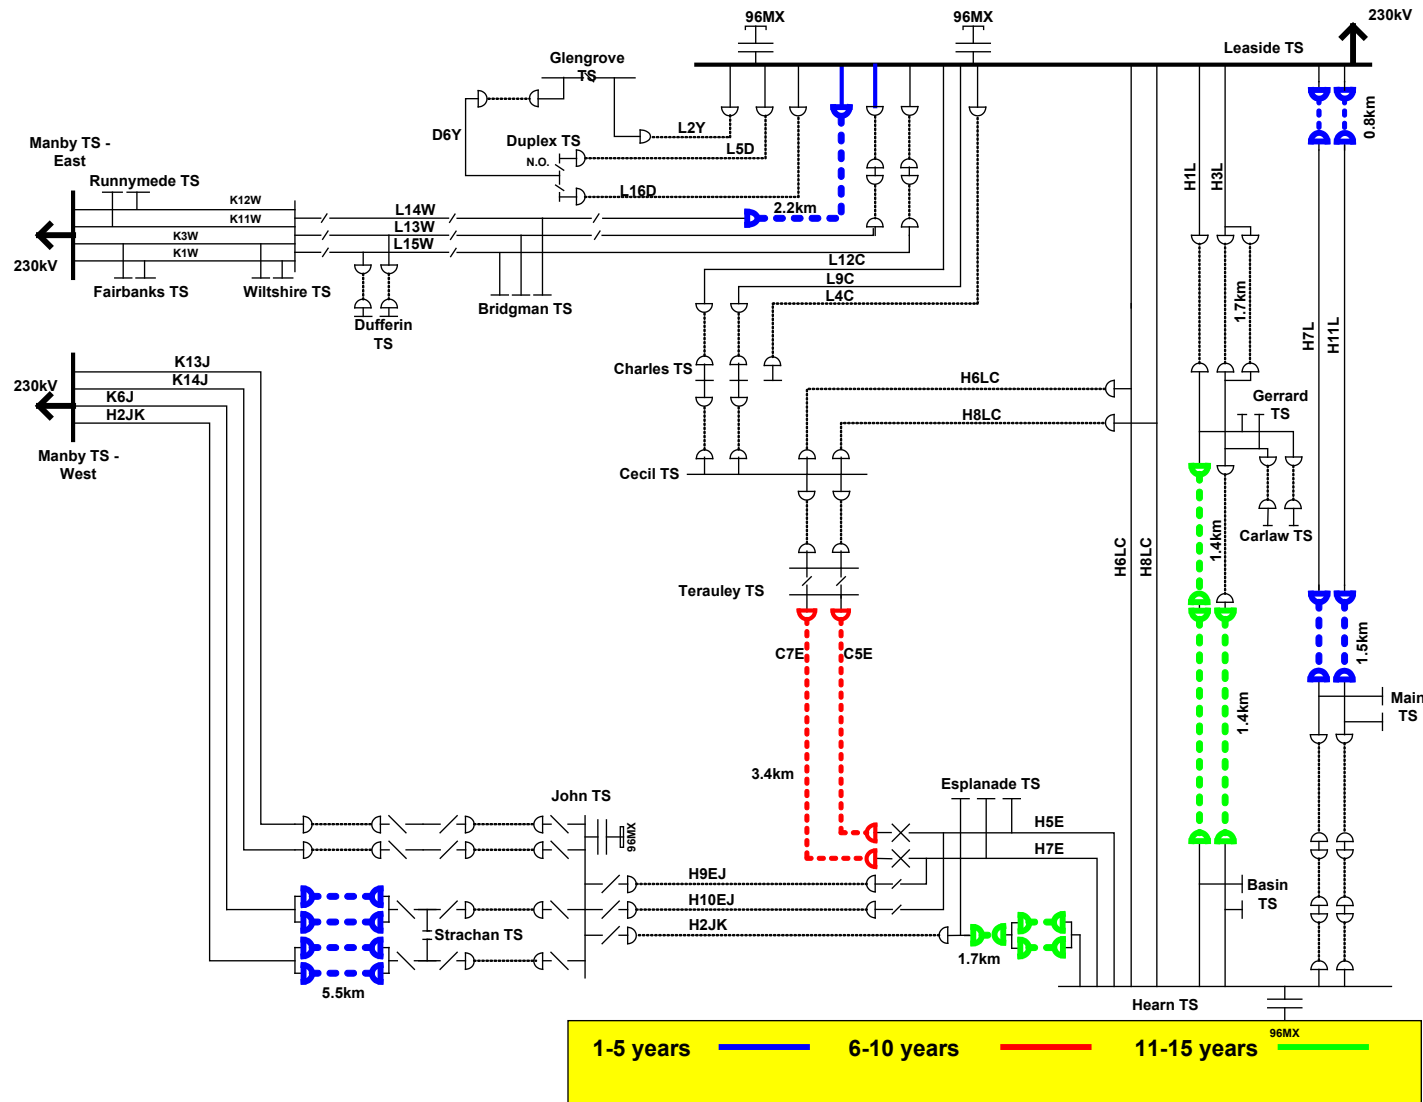 96MX
96MX
230kV
Leaside TS
Glengrove
TS
D6Y
L2Y
Duplex TS
N.O.
L5D
L16D
0.8km
Manby TS -
East
Runnymede TS
K12W
K11W
K3W
K1W
230kV
Fairbanks TS
Wiltshire TS
L14W
L13W
L15W
2.2km
Dufferin
TS
Bridgman TS
L12C
L9C
L4C
H1L
H3L
1.7km
H7L
H11L
K13J
K14J
K6J
H2JK
230kV
Manby TS -
West
Charles TS
H6LC
H8LC
Gerrard
TS
Cecil TS
Carlaw TS
1.4km
H6LC
H8LC
Terauley TS
C7E
C5E
1.5km
Main
TS
1.4km
3.4km
John TS
96MX
Esplanade TS
H5E
H7E
H9EJ
H10EJ
H2JK
Basin
TS
Strachan TS
5.5km
1.7km
Hearn TS
96MX
1-5 years
6-10 years
11-15 years